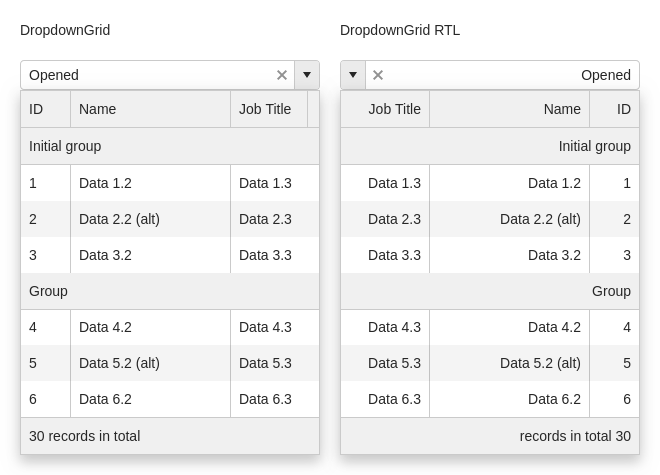 DropdownGrid
Opened
ID Name Job Title
Initial group
1 Data 1.2 Data 1.3
2 Data 2.2 (alt) Data 2.3
3 Data 3.2 Data 3.3
Group
4 Data 4.2 Data 4.3
5 Data 5.2 (alt) Data 5.3
6 Data 6.2 Data 6.3
30 records in total
DropdownGrid RTL
Opened
Job Title Name ID
Initial group
Data 1.3 Data 1.2 1
Data 2.3 Data 2.2 (alt) 2
Data 3.3 Data 3.2 3
Group
Data 4.3 Data 4.2 4
Data 5.3 Data 5.2 (alt) 5
Data 6.3 Data 6.2 6
records in total 30